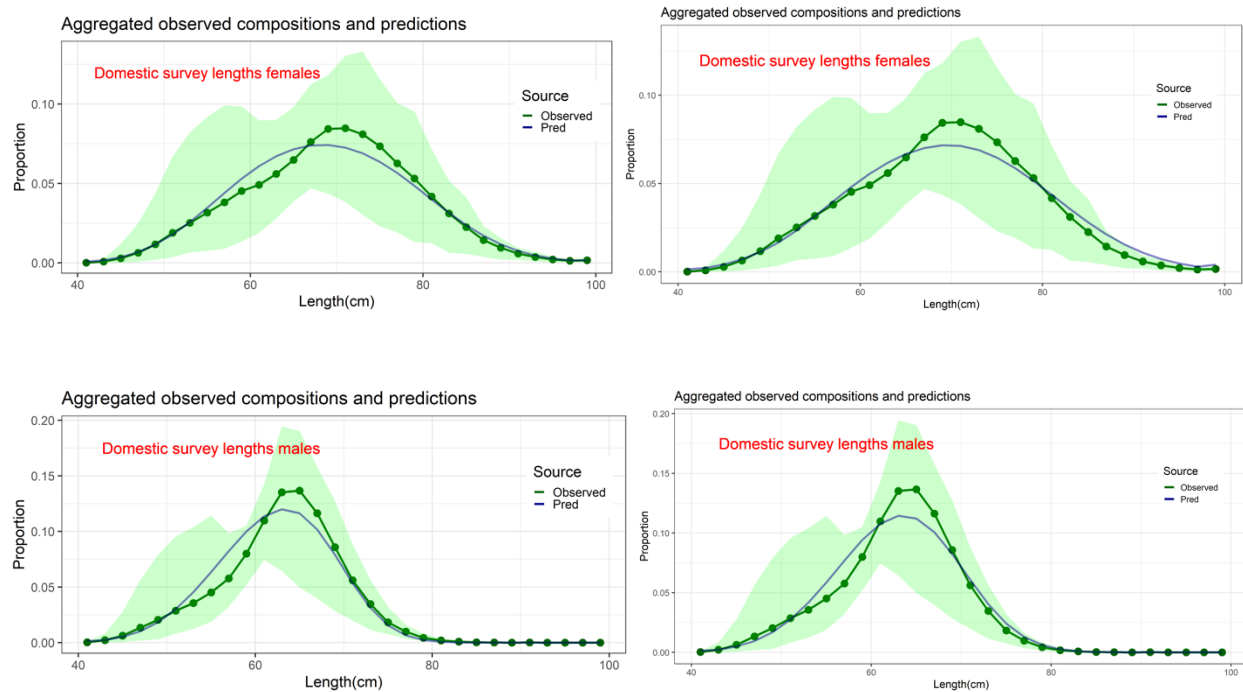 Aggregated observed compositions and predictions
Domestic survey lengths females
Source
Observed
Pred
Proportion
0.10
0.05
0.00
40
60
80
100
Length(cm)
Aggregated observed compositions and predictions
Domestic survey lengths females
Source
Observed
Pred
Proportion
0.10
0.05
0.00
40
60
80
100
Length(cm)
Aggregated observed compositions and predictions
Domestic survey lengths males
Source
Observed
Pred
Proportion
0.20
0.15
0.10
0.05
0.00
40
60
80
100
Length(cm)
Aggregated observed compositions and predictions
Domestic survey lengths males
Source
Observed
Pred
Proportion
0.20
0.15
0.10
0.05
0.00
40
60
80
100
Length(cm)